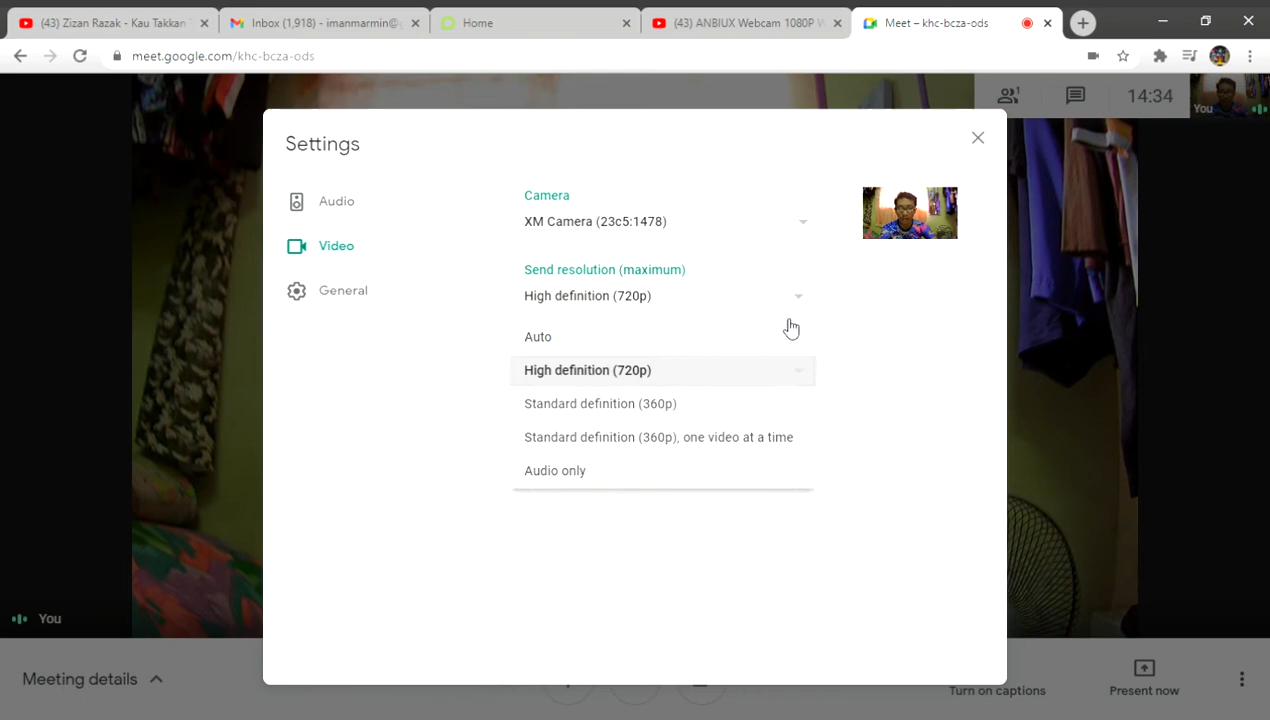 (43) Zizan Razak - Kau Takkan
Inbox (1,918) - imanmarmin@g
Home
(43) ANBIUX Webcam 1080P W
Meet – khc-bcza-ods
meet.google.com/khc-bcza-ods
1
14:34
You
Settings
Audio
Video
General
Camera
XM Camera (23c5:1478)
Send resolution (maximum)
High definition (720p)
Auto
High definition (720p)
Standard definition (360p)
Standard definition (360p), one video at a time
Audio only
You
Meeting details
Turn on captions
Present now